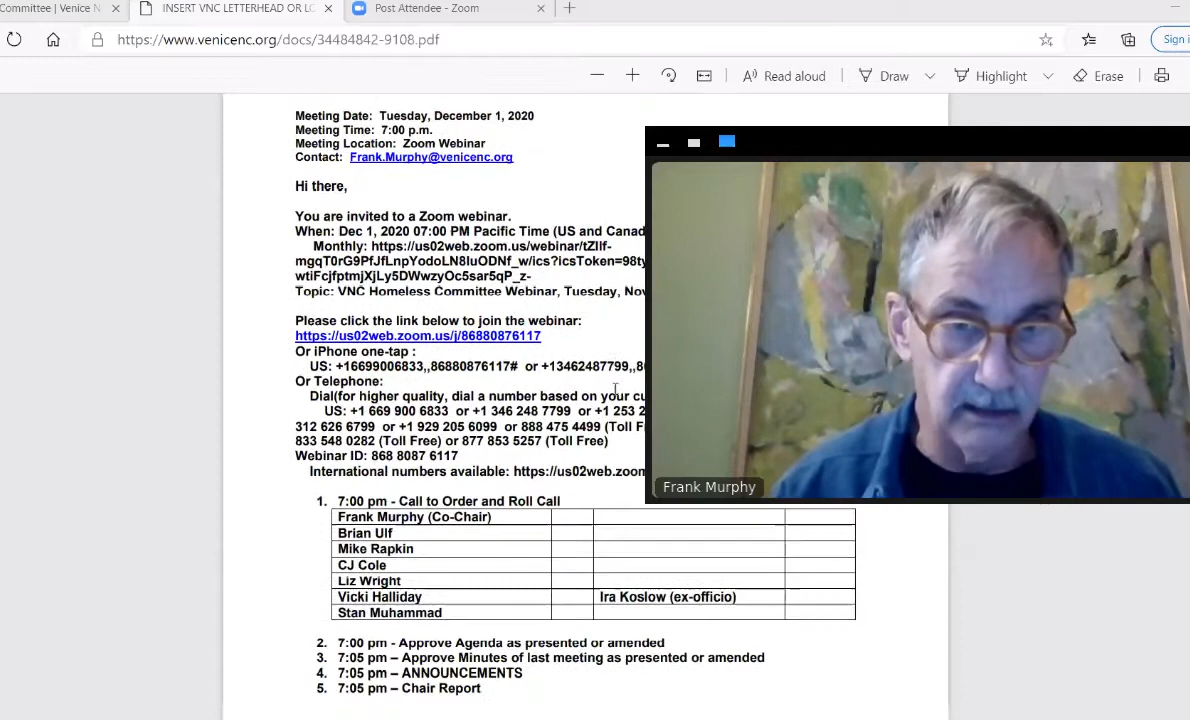 Committee | Venice N
INSERT VNC LETTERHEAD OR LO
Post Attendee - Zoom
https://www.venicenc.org/docs/34484842-9108.pdf
Sign i
Read aloud
Draw
Highlight
Erase
Meeting Date: Tuesday, December 1, 2020
Meeting Time: 7:00 p.m.
Meeting Location: Zoom Webinar
Contact: Frank.Murphy@venicenc.org
Hi there,
You are invited to a Zoom webinar.
When: Dec 1, 2020 07:00 PM Pacific Time (US and Canad
Monthly: https://us02web.zoom.us/webinar/tZIlf-
mgqT0rG9PfJfLnpYodoLN8luODNf_w/ics?icsToken=98ty
wtiFcjfptmjXjLy5DWwzyOc5sar5qP_z-
Topic: VNC Homeless Committee Webinar, Tuesday, Nov
Please click the link below to join the webinar:
https://us02web.zoom.us/j/86880876117
Or iPhone one-tap :
US: +16699006833,,86880876117# or +13462487799,,8
Or Telephone:
Dial(for higher quality, dial a number based on your cu
US: +1 669 900 6833 or +1 346 248 7799 or +1 253 2
312 626 6799 or +1 929 205 6099 or 888 475 4499 (Toll F
833 548 0282 (Toll Free) or 877 853 5257 (Toll Free)
Webinar ID: 868 8087 6117
International numbers available: https://us02web.zoom
1. 7:00 pm - Call to Order and Roll Call
Frank Murphy (Co-Chair)
Brian Ulf
Mike Rapkin
CJ Cole
Liz Wright
Vicki Halliday Ira Koslow (ex-officio)
Stan Muhammad
2. 7:00 pm - Approve Agenda as presented or amended
3. 7:05 pm – Approve Minutes of last meeting as presented or amended
4. 7:05 pm – ANNOUNCEMENTS
5. 7:05 pm – Chair Report
Frank Murphy